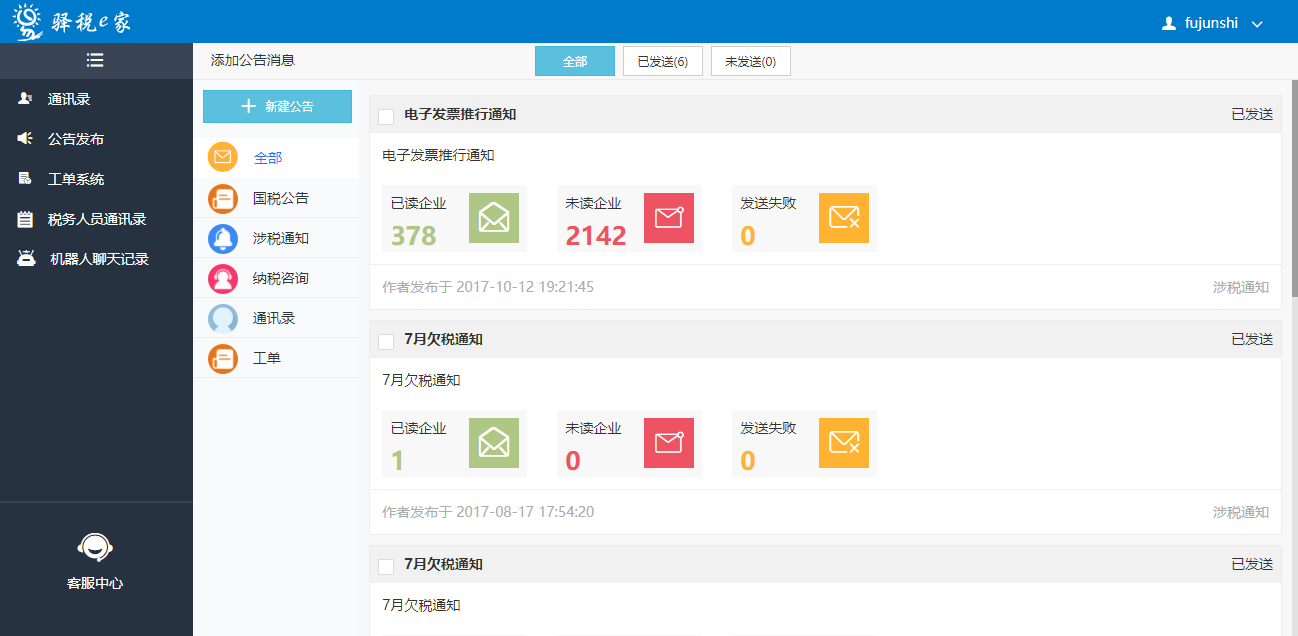 驿税e家
fujunshi
通讯录
公告发布
工单系统
税务人员通讯录
机器人聊天记录
客服中心
添加公告消息
全部
已发送(6)
未发送(0)
新建公告
全部
国税公告
涉税通知
纳税咨询
通讯录
工单
电子发票推行通知
已发送
电子发票推行通知
已读企业
378
未读企业
2142
发送失败
0
作者发布于 2017-10-12 19:21:45
涉税通知
7月欠税通知
已发送
7月欠税通知
已读企业
1
未读企业
0
发送失败
0
作者发布于 2017-08-17 17:54:20
涉税通知
7月欠税通知
已发送
7月欠税通知